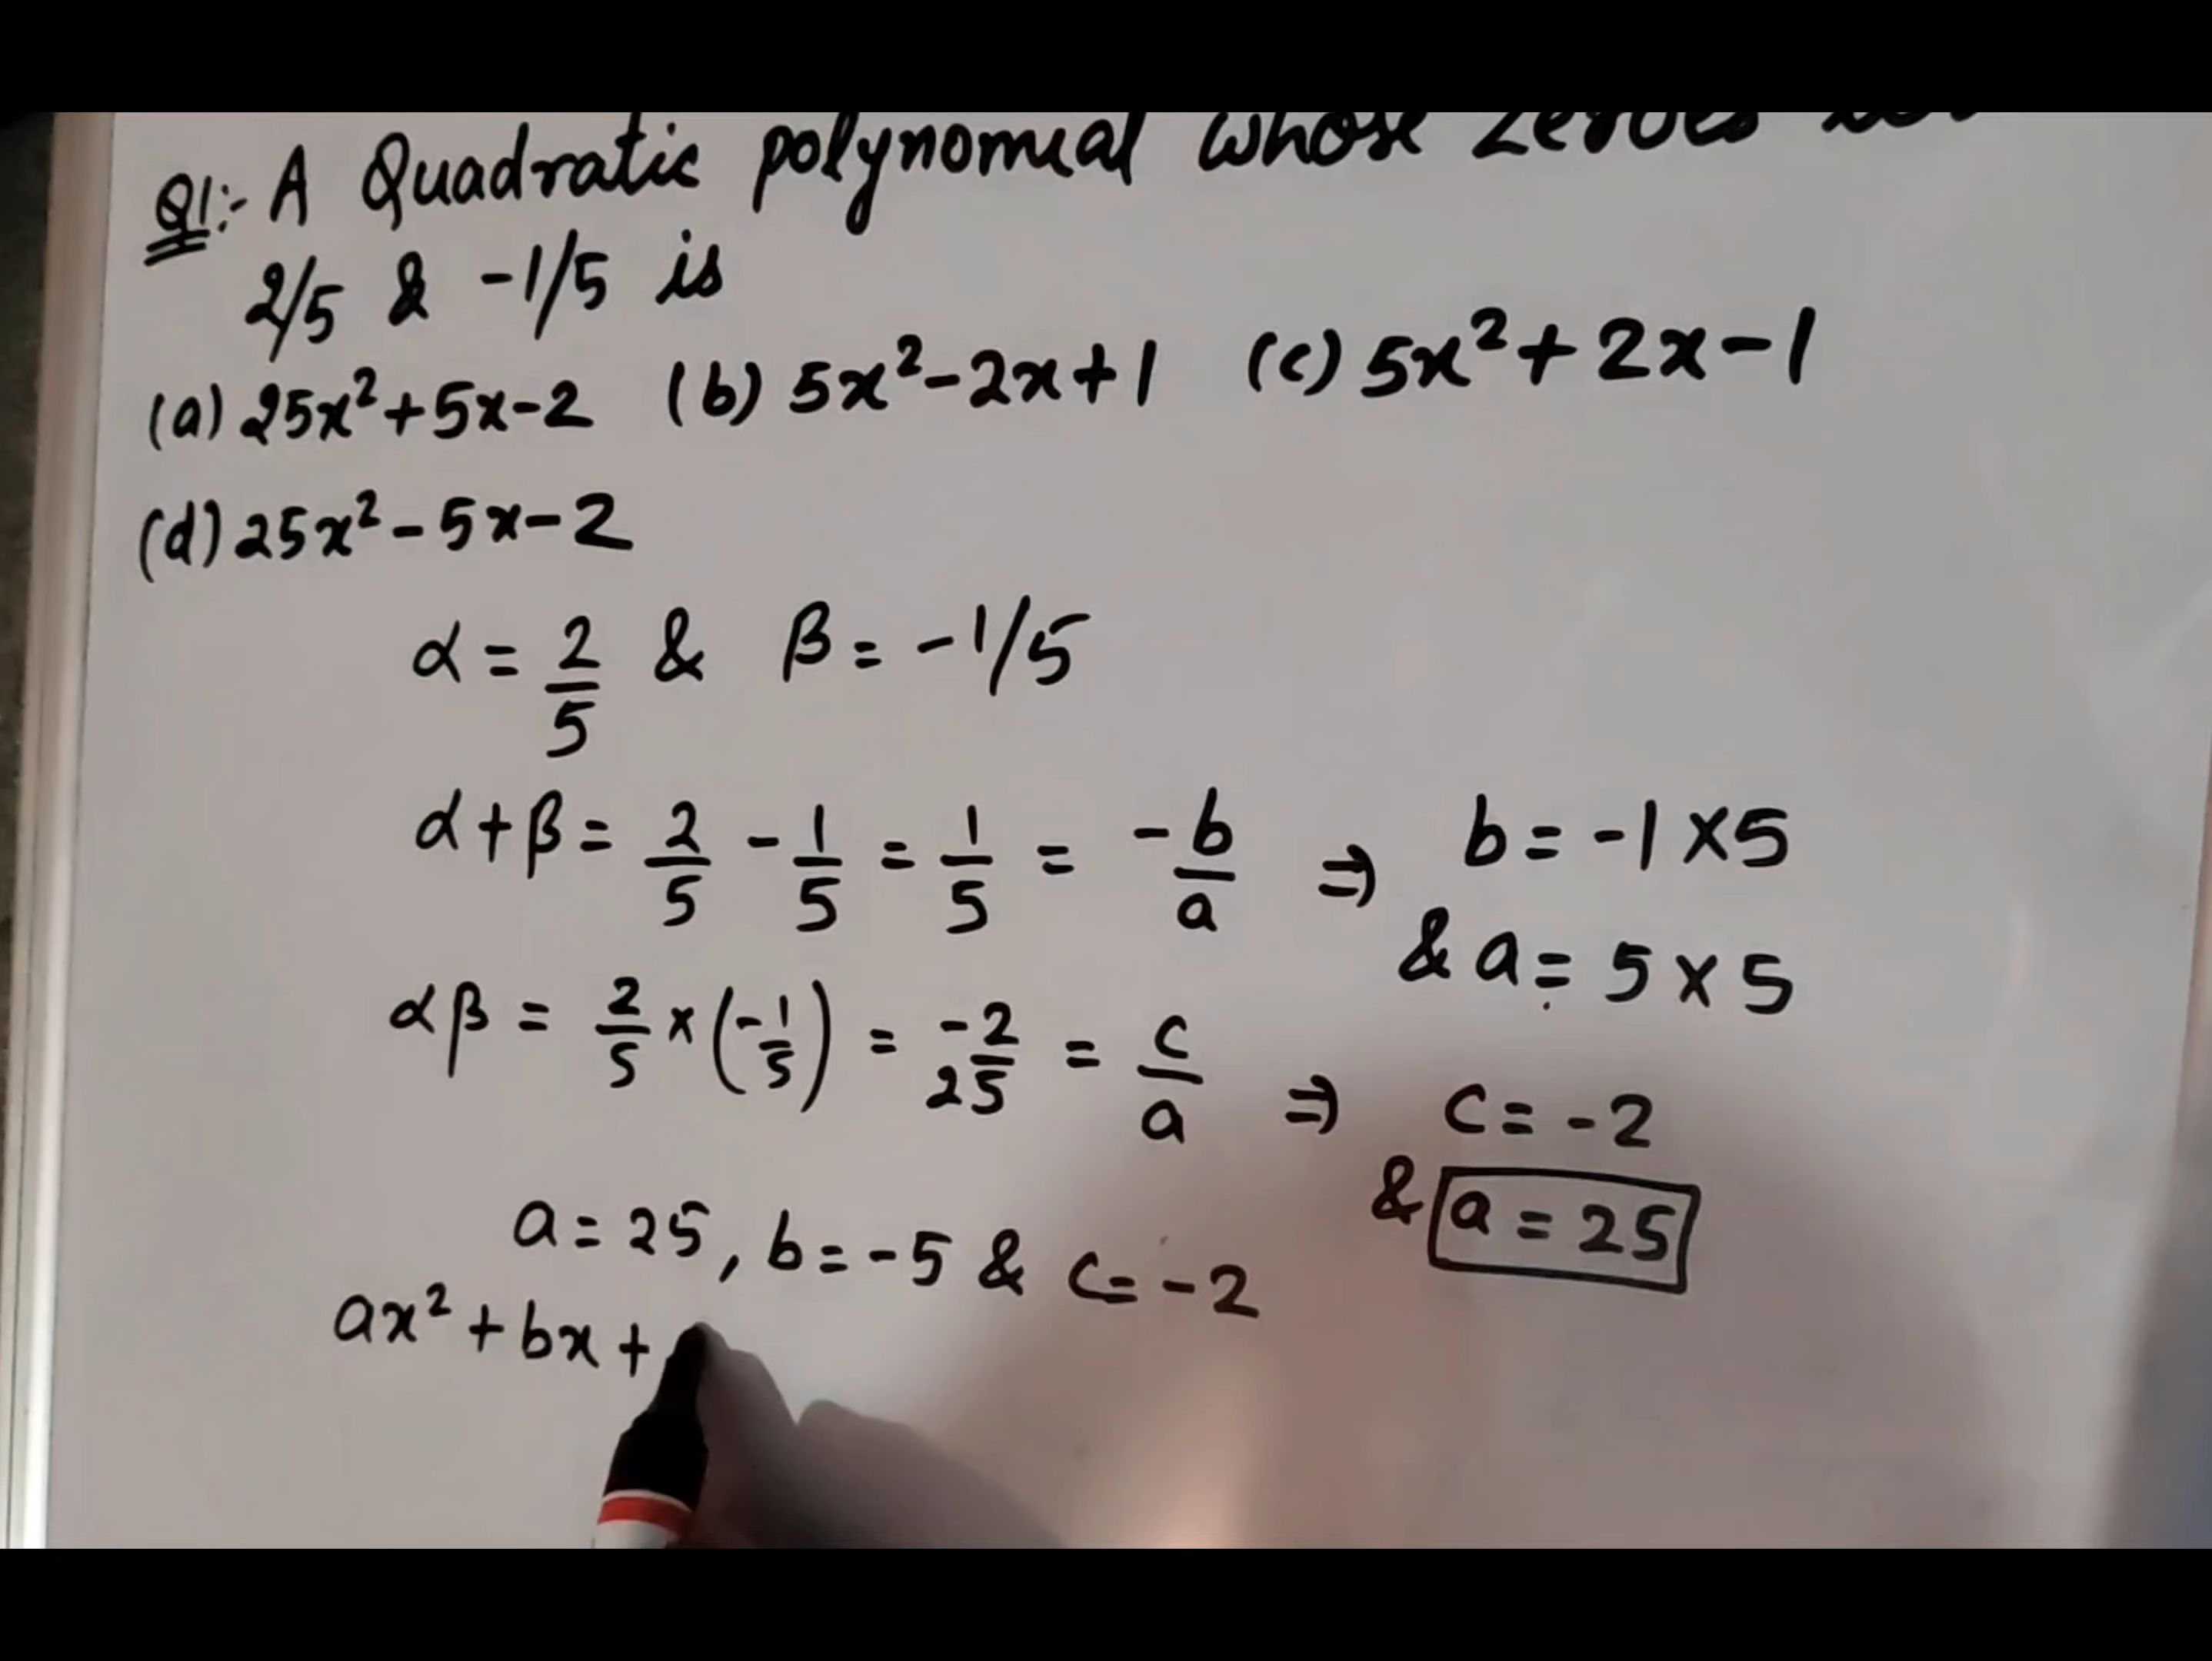 Q1:- A Quadratic polynomial whose zeroes
2/5 & -1/5 is
(a) 25x²+5x-2 (b) 5x²-2x+1 (c) 5x²+2x-1
(d) 25x²-5x-2
α = 2/5 & β = -1/5
α+β = 2/5 - 1/5 = 1/5 = -b/a ⇒ b = -1×5
& a = 5×5
αβ = 2/5 × (-1/5) = -2/25 = c/a ⇒ c = -2
& a = 25
a = 25, b = -5 & c = -2
ax² + bx +